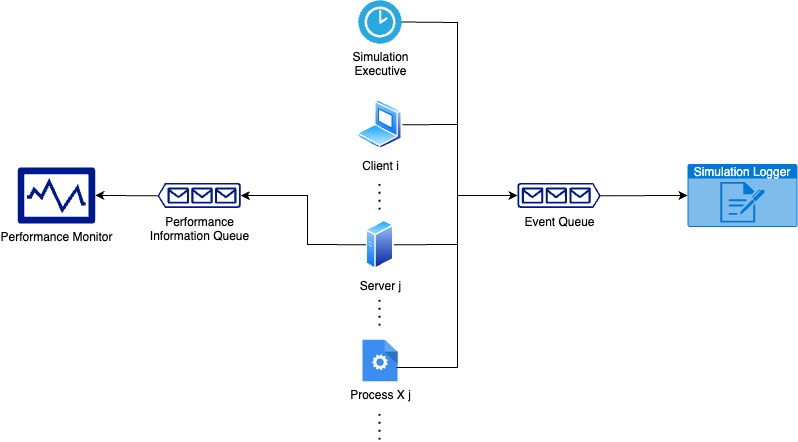 Simulation
Executive
Client i
Simulation Logger
Performance Monitor
Performance
Information Queue
Event Queue
Server j
Process X j